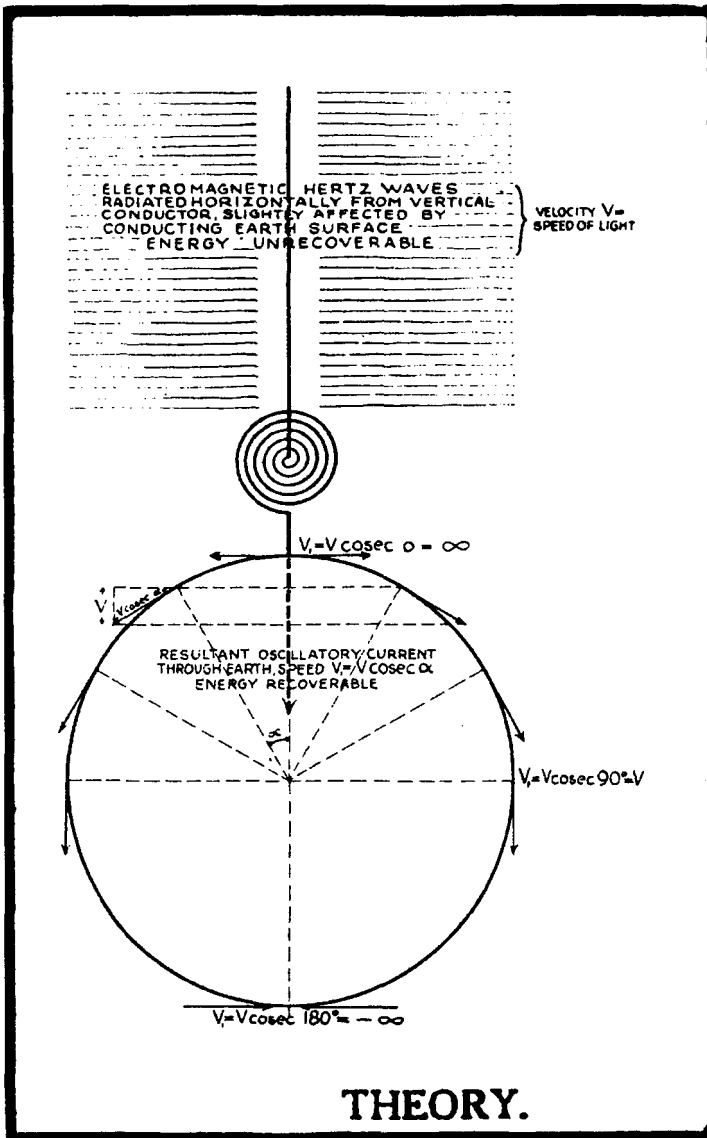 ELECTROMAGNETIC HERTZ WAVES
RADIATED HORIZONTALLY FROM VERTICAL
CONDUCTOR, SLIGHTLY AFFECTED BY
CONDUCTING EARTH SURFACE
ENERGY UNRECOVERABLE
VELOCITY V=
SPEED OF LIGHT
V₁=V cosec 0 = ∞
V
V cosec α
RESULTANT OSCILLATORY CURRENT
THROUGH EARTH, SPEED V₁=V cosec α
ENERGY RECOVERABLE
α
V₁=V cosec 90°=V
V₁=V cosec 180°= - ∞
THEORY.